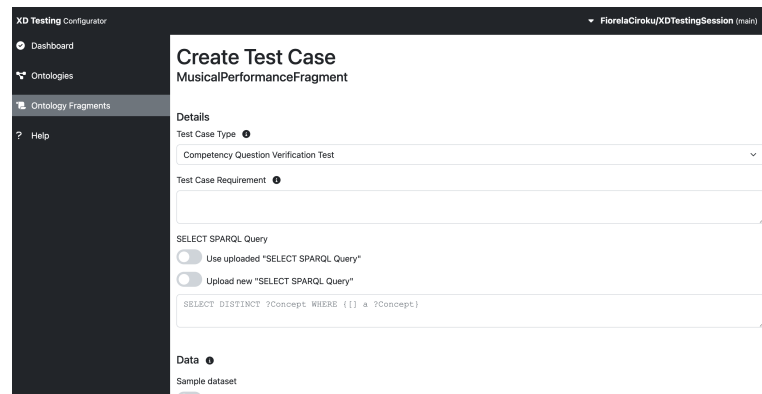 XD Testing Configurator
FiorelaCiroku/XDTestingSession (main)
Dashboard
Ontologies
Ontology Fragments
? Help
Create Test Case
MusicalPerformanceFragment
Details
Test Case Type
Competency Question Verification Test
Test Case Requirement
SELECT SPARQL Query
Use uploaded "SELECT SPARQL Query"
Upload new "SELECT SPARQL Query"
SELECT DISTINCT ?Concept WHERE {[] a ?Concept}
Data
Sample dataset